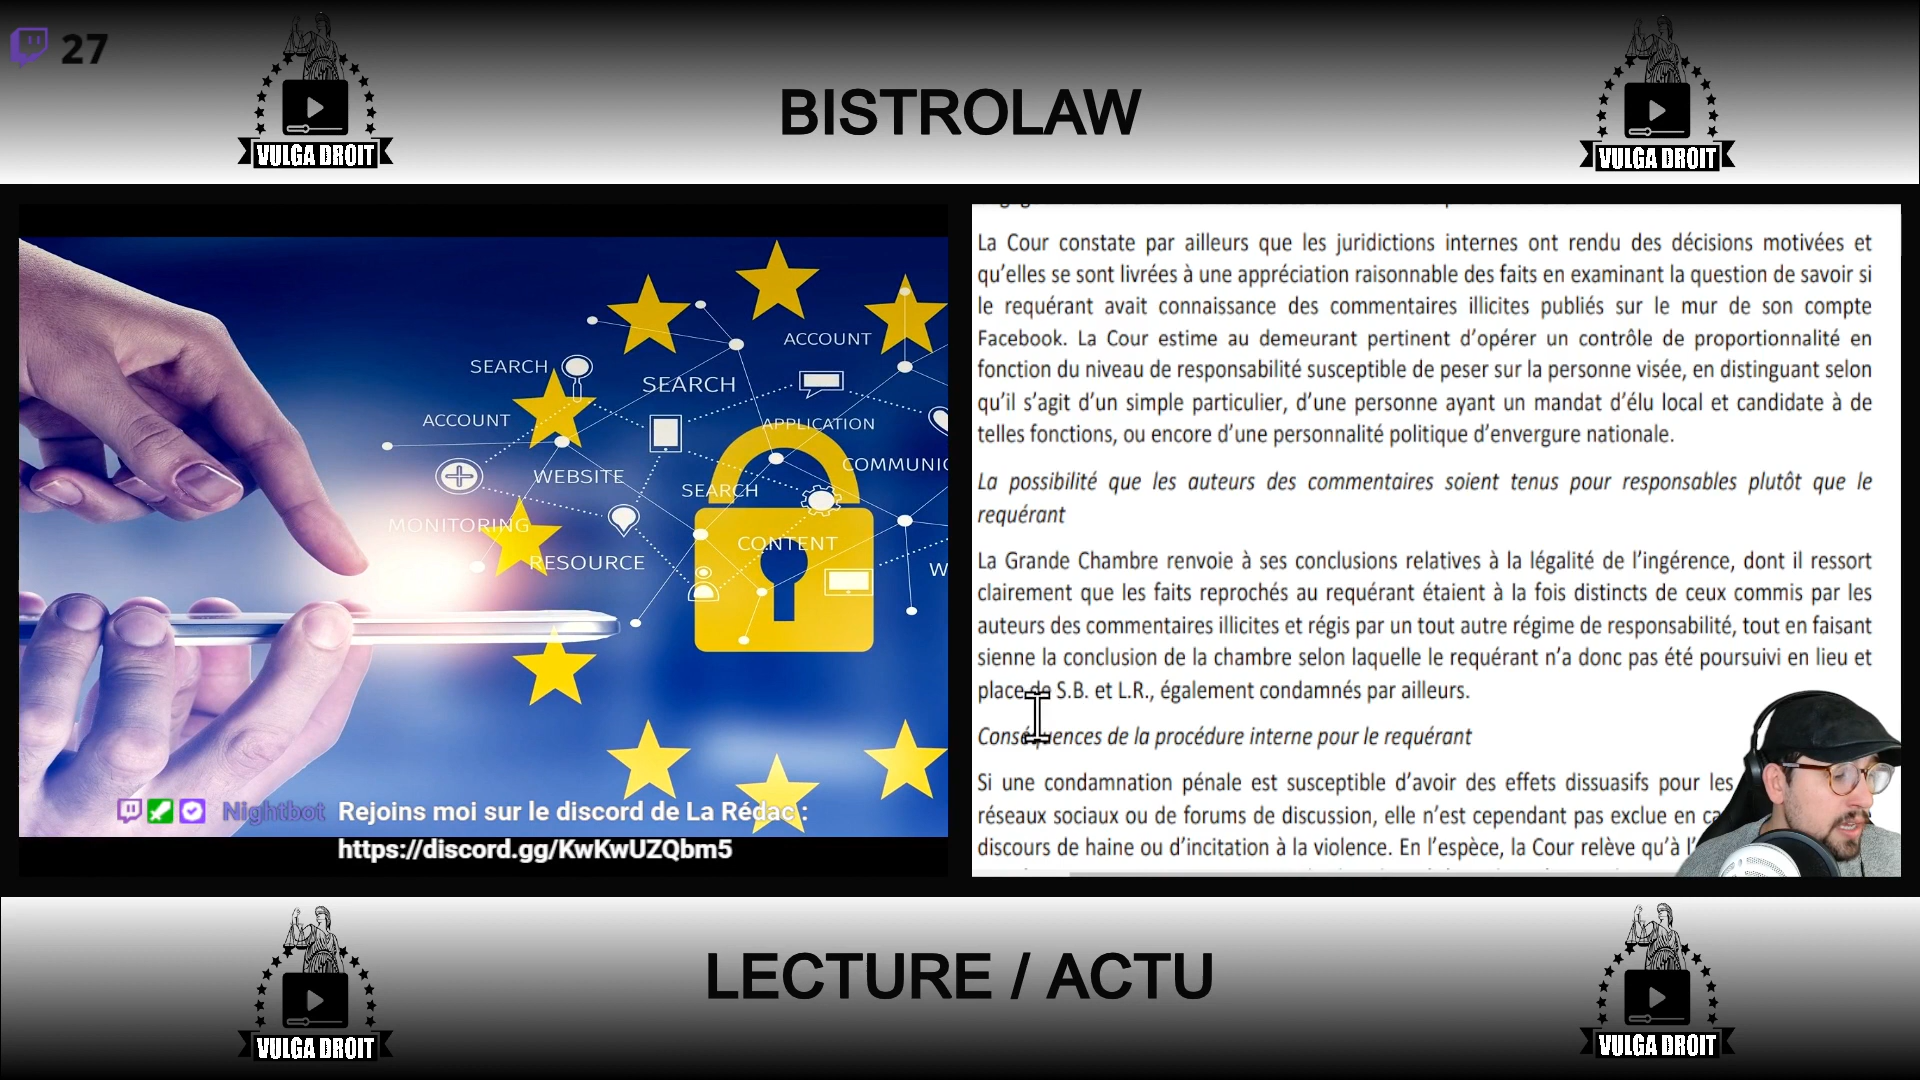 27
VULGA DROIT
BISTROLAW
VULGA DROIT
SEARCH
ACCOUNT
SEARCH
ACCOUNT
APPLICATION
COMMUNIC
WEBSITE
SEARCH
MONITORING
CONTENT
RESOURCE
W
Nightbot Rejoins moi sur le discord de La Rédac :
https://discord.gg/KwKwUZQbm5
La Cour constate par ailleurs que les juridictions internes ont rendu des décisions motivées et
qu’elles se sont livrées à une appréciation raisonnable des faits en examinant la question de savoir si
le requérant avait connaissance des commentaires illicites publiés sur le mur de son compte
Facebook. La Cour estime au demeurant pertinent d’opérer un contrôle de proportionnalité en
fonction du niveau de responsabilité susceptible de peser sur la personne visée, en distinguant selon
qu’il s’agit d’un simple particulier, d’une personne ayant un mandat d’élu local et candidate à de
telles fonctions, ou encore d’une personnalité politique d’envergure nationale.
La possibilité que les auteurs des commentaires soient tenus pour responsables plutôt que le
requérant
La Grande Chambre renvoie à ses conclusions relatives à la légalité de l’ingérence, dont il ressort
clairement que les faits reprochés au requérant étaient à la fois distincts de ceux commis par les
auteurs des commentaires illicites et régis par un tout autre régime de responsabilité, tout en faisant
sienne la conclusion de la chambre selon laquelle le requérant n’a donc pas été poursuivi en lieu et
place de S.B. et L.R., également condamnés par ailleurs.
Conséquences de la procédure interne pour le requérant
Si une condamnation pénale est susceptible d’avoir des effets dissuasifs pour les
réseaux sociaux ou de forums de discussion, elle n’est cependant pas exclue en ca
discours de haine ou d’incitation à la violence. En l’espèce, la Cour relève qu’à l’
VULGA DROIT
LECTURE / ACTU
VULGA DROIT